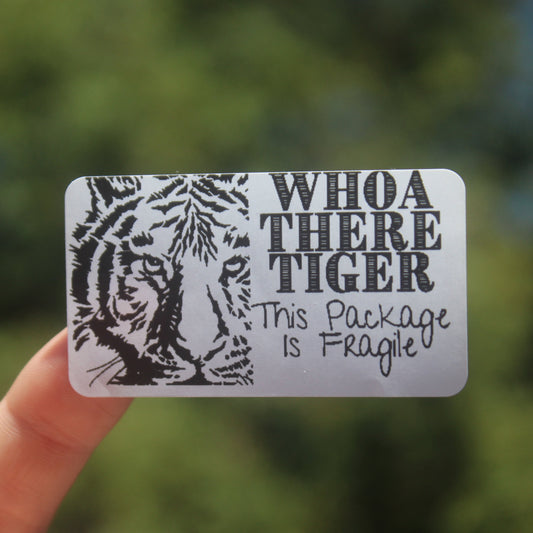 WHOA
THERE
TIGER
This Package
Is Fragile